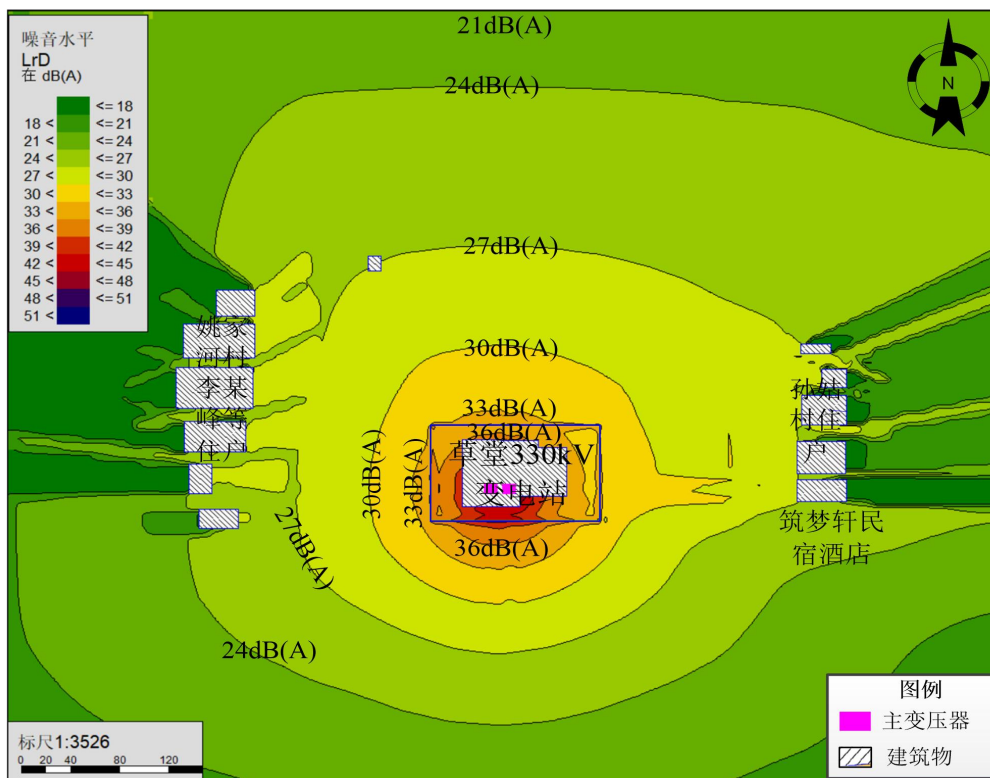 噪音水平
LrD
在 dB(A)
<= 18
18 < <= 21
21 < <= 24
24 < <= 27
27 < <= 30
30 < <= 33
33 < <= 36
36 < <= 39
39 < <= 42
42 < <= 45
45 < <= 48
48 < <= 51
51 <
21dB(A)
24dB(A)
N
27dB(A)
30dB(A)
33dB(A)
36dB(A)
姚家
河村
李某
峰等
住户
30dB(A)
33dB(A)
草堂330kV
变电站
孙姑
村住
户
筑梦轩民
宿酒店
27dB(A)
36dB(A)
24dB(A)
图例
主变压器
建筑物
标尺1:3526
0 20 40 80 120